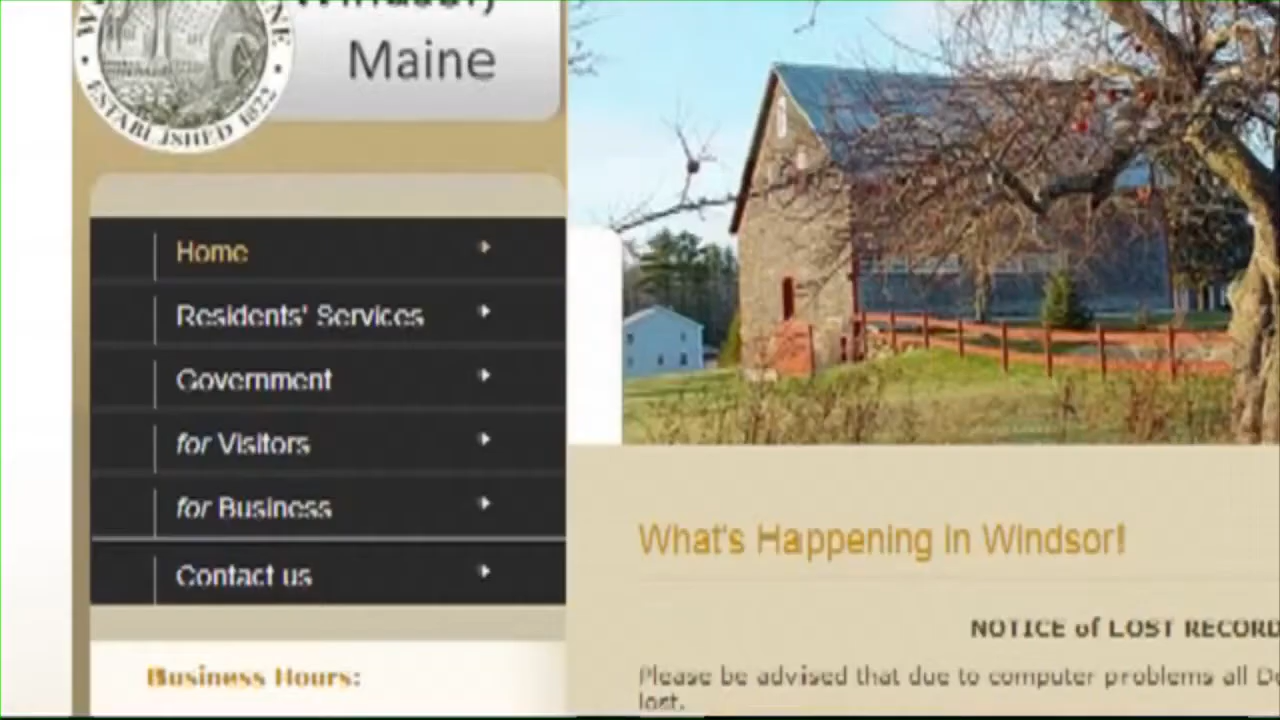 Maine
ESTABLISHED 1822
Home
Residents' Services
Government
for Visitors
for Business
Contact us
Business Hours:
What's Happening in Windsor!
NOTICE of LOST RECORD
Please be advised that due to computer problems all De
lost.